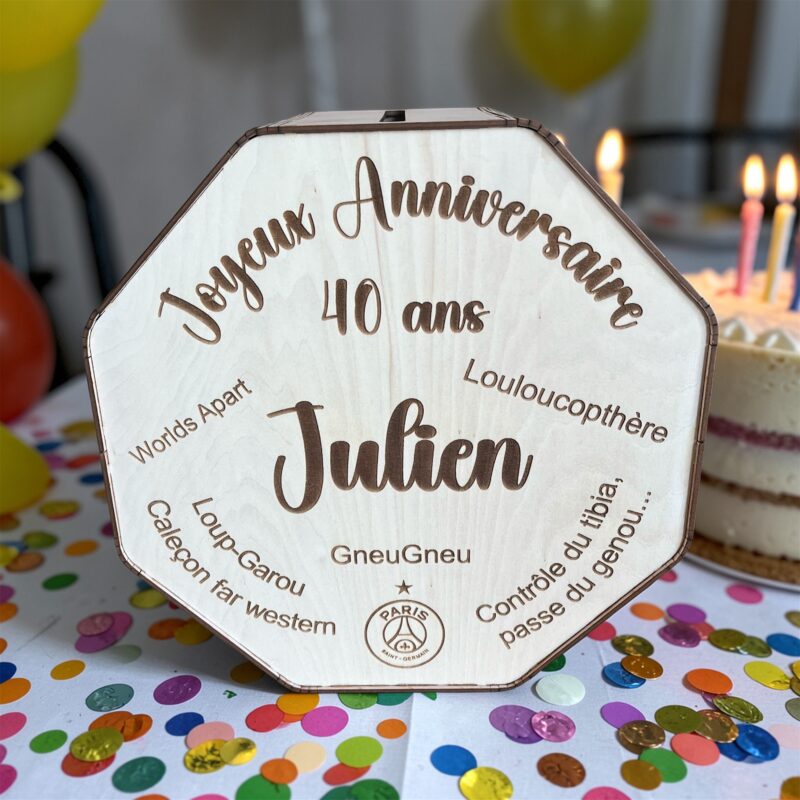 Joyeux Anniversaire
40 ans
Worlds Apart
Louloucopthère
Julien
Loup-Garou
Caleçon far western
GneuGneu
Contrôle du tibia,
passe du genou...
PARIS
SAINT-GERMAIN